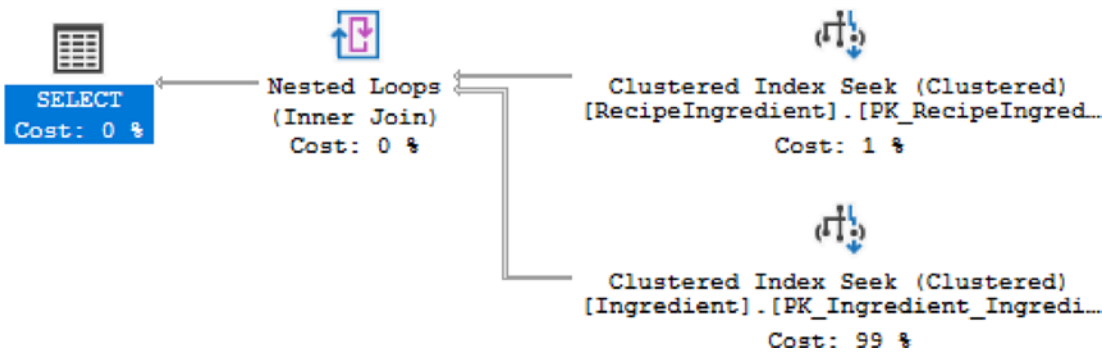 SELECT
Cost: 0 %
Nested Loops
(Inner Join)
Cost: 0 %
Clustered Index Seek (Clustered)
[RecipeIngredient].[PK_RecipeIngred…
Cost: 1 %
Clustered Index Seek (Clustered)
[Ingredient].[PK_Ingredient_Ingredi…
Cost: 99 %